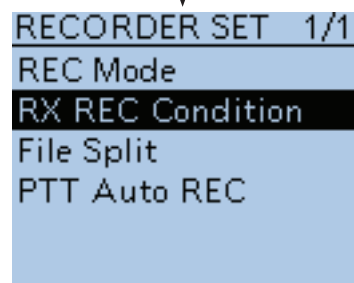 RECORDER SET 1/1
REC Mode
RX REC Condition
File Split
PTT Auto REC